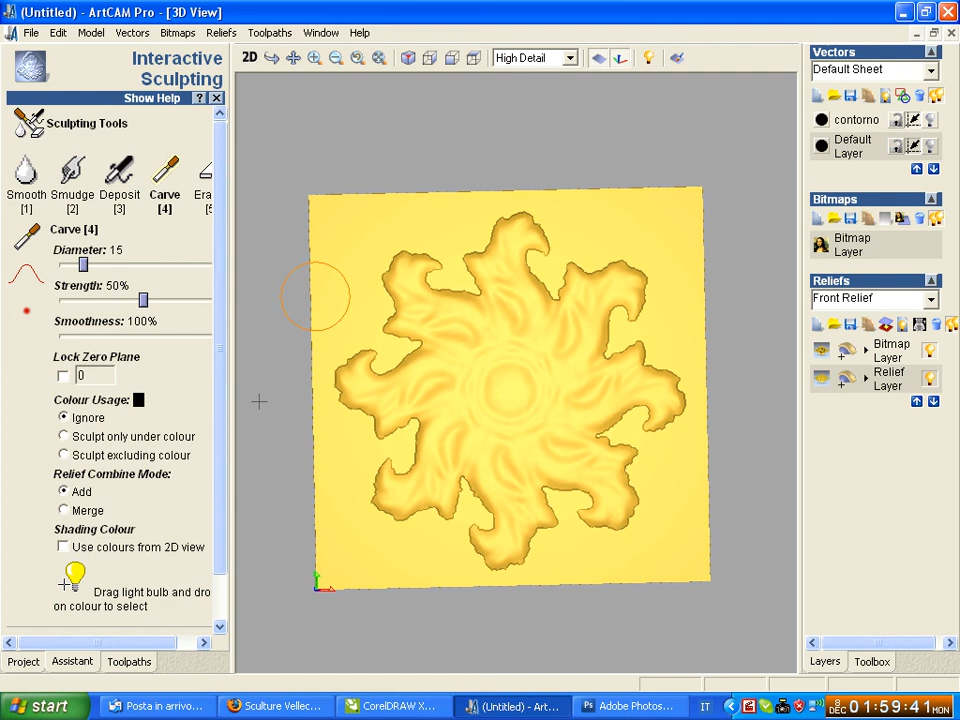 (Untitled) - ArtCAM Pro - [3D View]
File Edit Model Vectors Bitmaps Reliefs Toolpaths Window Help
Interactive
Sculpting
Show Help ?
Sculpting Tools
Smooth Smudge Deposit Carve Era
[1] [2] [3] [4] [5
Carve [4]
Diameter: 15
Strength: 50%
Smoothness: 100%
Lock Zero Plane
0
Colour Usage:
Ignore
Sculpt only under colour
Sculpt excluding colour
Relief Combine Mode:
Add
Merge
Shading Colour
Use colours from 2D view
Drag light bulb and dro
on colour to select
Project Assistant Toolpaths
2D
High Detail
Vectors
Default Sheet
contorno
Default
Layer
Bitmaps
Bitmap
Layer
Reliefs
Front Relief
Bitmap
Layer
Relief
Layer
Layers Toolbox
start
Posta in arrivo...
Sculture Vellec...
CorelDRAW X...
(Untitled) - Art...
Adobe Photos...
IT
8 DEC 01:59:41 MON